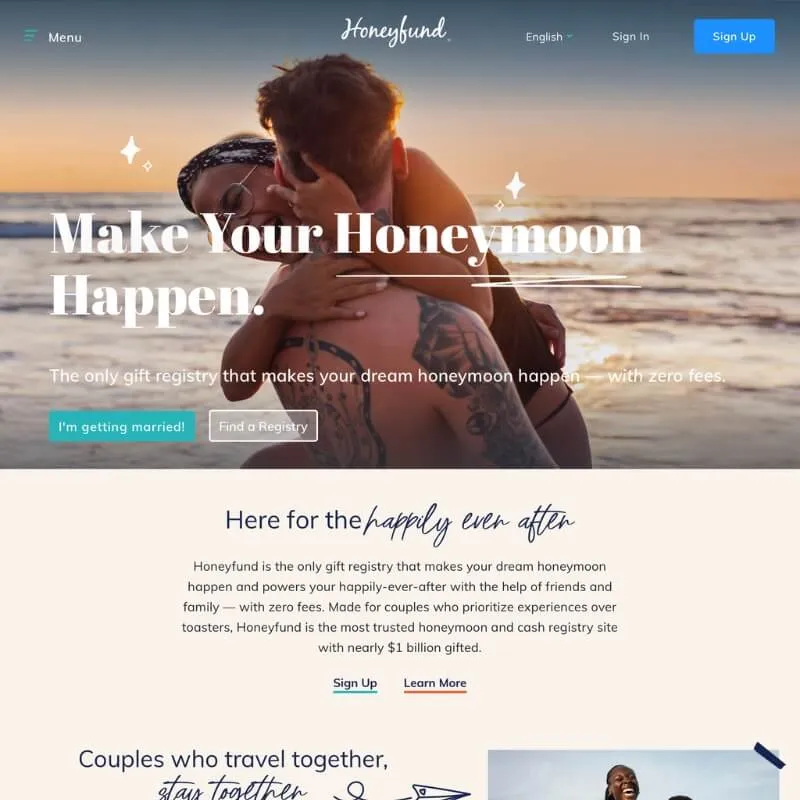 Menu
Honeyfund
English
Sign In
Sign Up
Make Your Honeymoon
Happen.
The only gift registry that makes your dream honeymoon happen — with zero fees.
I'm getting married!
Find a Registry
Here for the happily ever after
Honeyfund is the only gift registry that makes your dream honeymoon
happen and powers your happily-ever-after with the help of friends and
family — with zero fees. Made for couples who prioritize experiences over
toasters, Honeyfund is the most trusted honeymoon and cash registry site
with nearly $1 billion gifted.
Sign Up
Learn More
Couples who travel together,
stay together